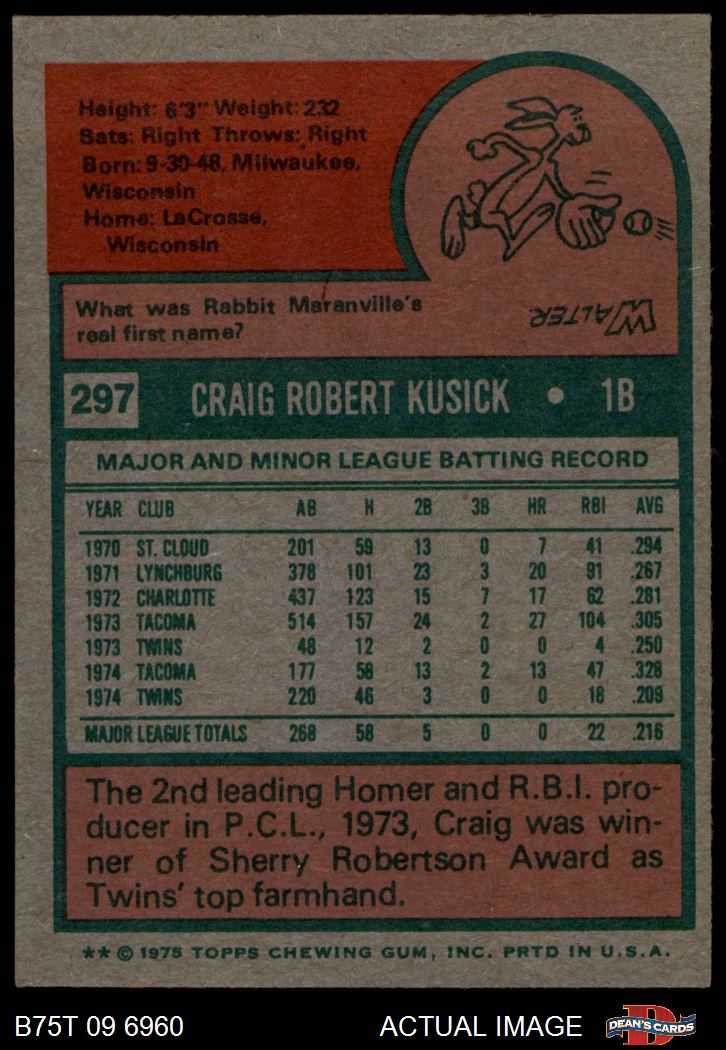 Height: 6'3" Weight: 232
Bats: Right Throws: Right
Born: 9-30-48, Milwaukee,
Wisconsin
Home: LaCrosse,
Wisconsin
What was Rabbit Maranville's
real first name?
WALTER
297 CRAIG ROBERT KUSICK • 1B
MAJOR AND MINOR LEAGUE BATTING RECORD
YEAR CLUB AB H 2B 3B HR RBI AVG
1970 ST. CLOUD 201 59 13 0 7 41 .294
1971 LYNCHBURG 378 101 23 3 20 91 .267
1972 CHARLOTTE 437 123 15 7 17 62 .281
1973 TACOMA 514 157 24 2 27 104 .305
1973 TWINS 48 12 2 0 0 4 .250
1974 TACOMA 177 58 13 2 13 47 .328
1974 TWINS 220 46 3 0 0 18 .209
MAJOR LEAGUE TOTALS 268 58 5 0 0 22 .216
The 2nd leading Homer and R.B.I. pro-
ducer in P.C.L., 1973, Craig was win-
ner of Sherry Robertson Award as
Twins' top farmhand.
** © 1975 TOPPS CHEWING GUM, INC. PRTD IN U.S.A.
B75T 09 6960 ACTUAL IMAGE D DEAN'S CARDS